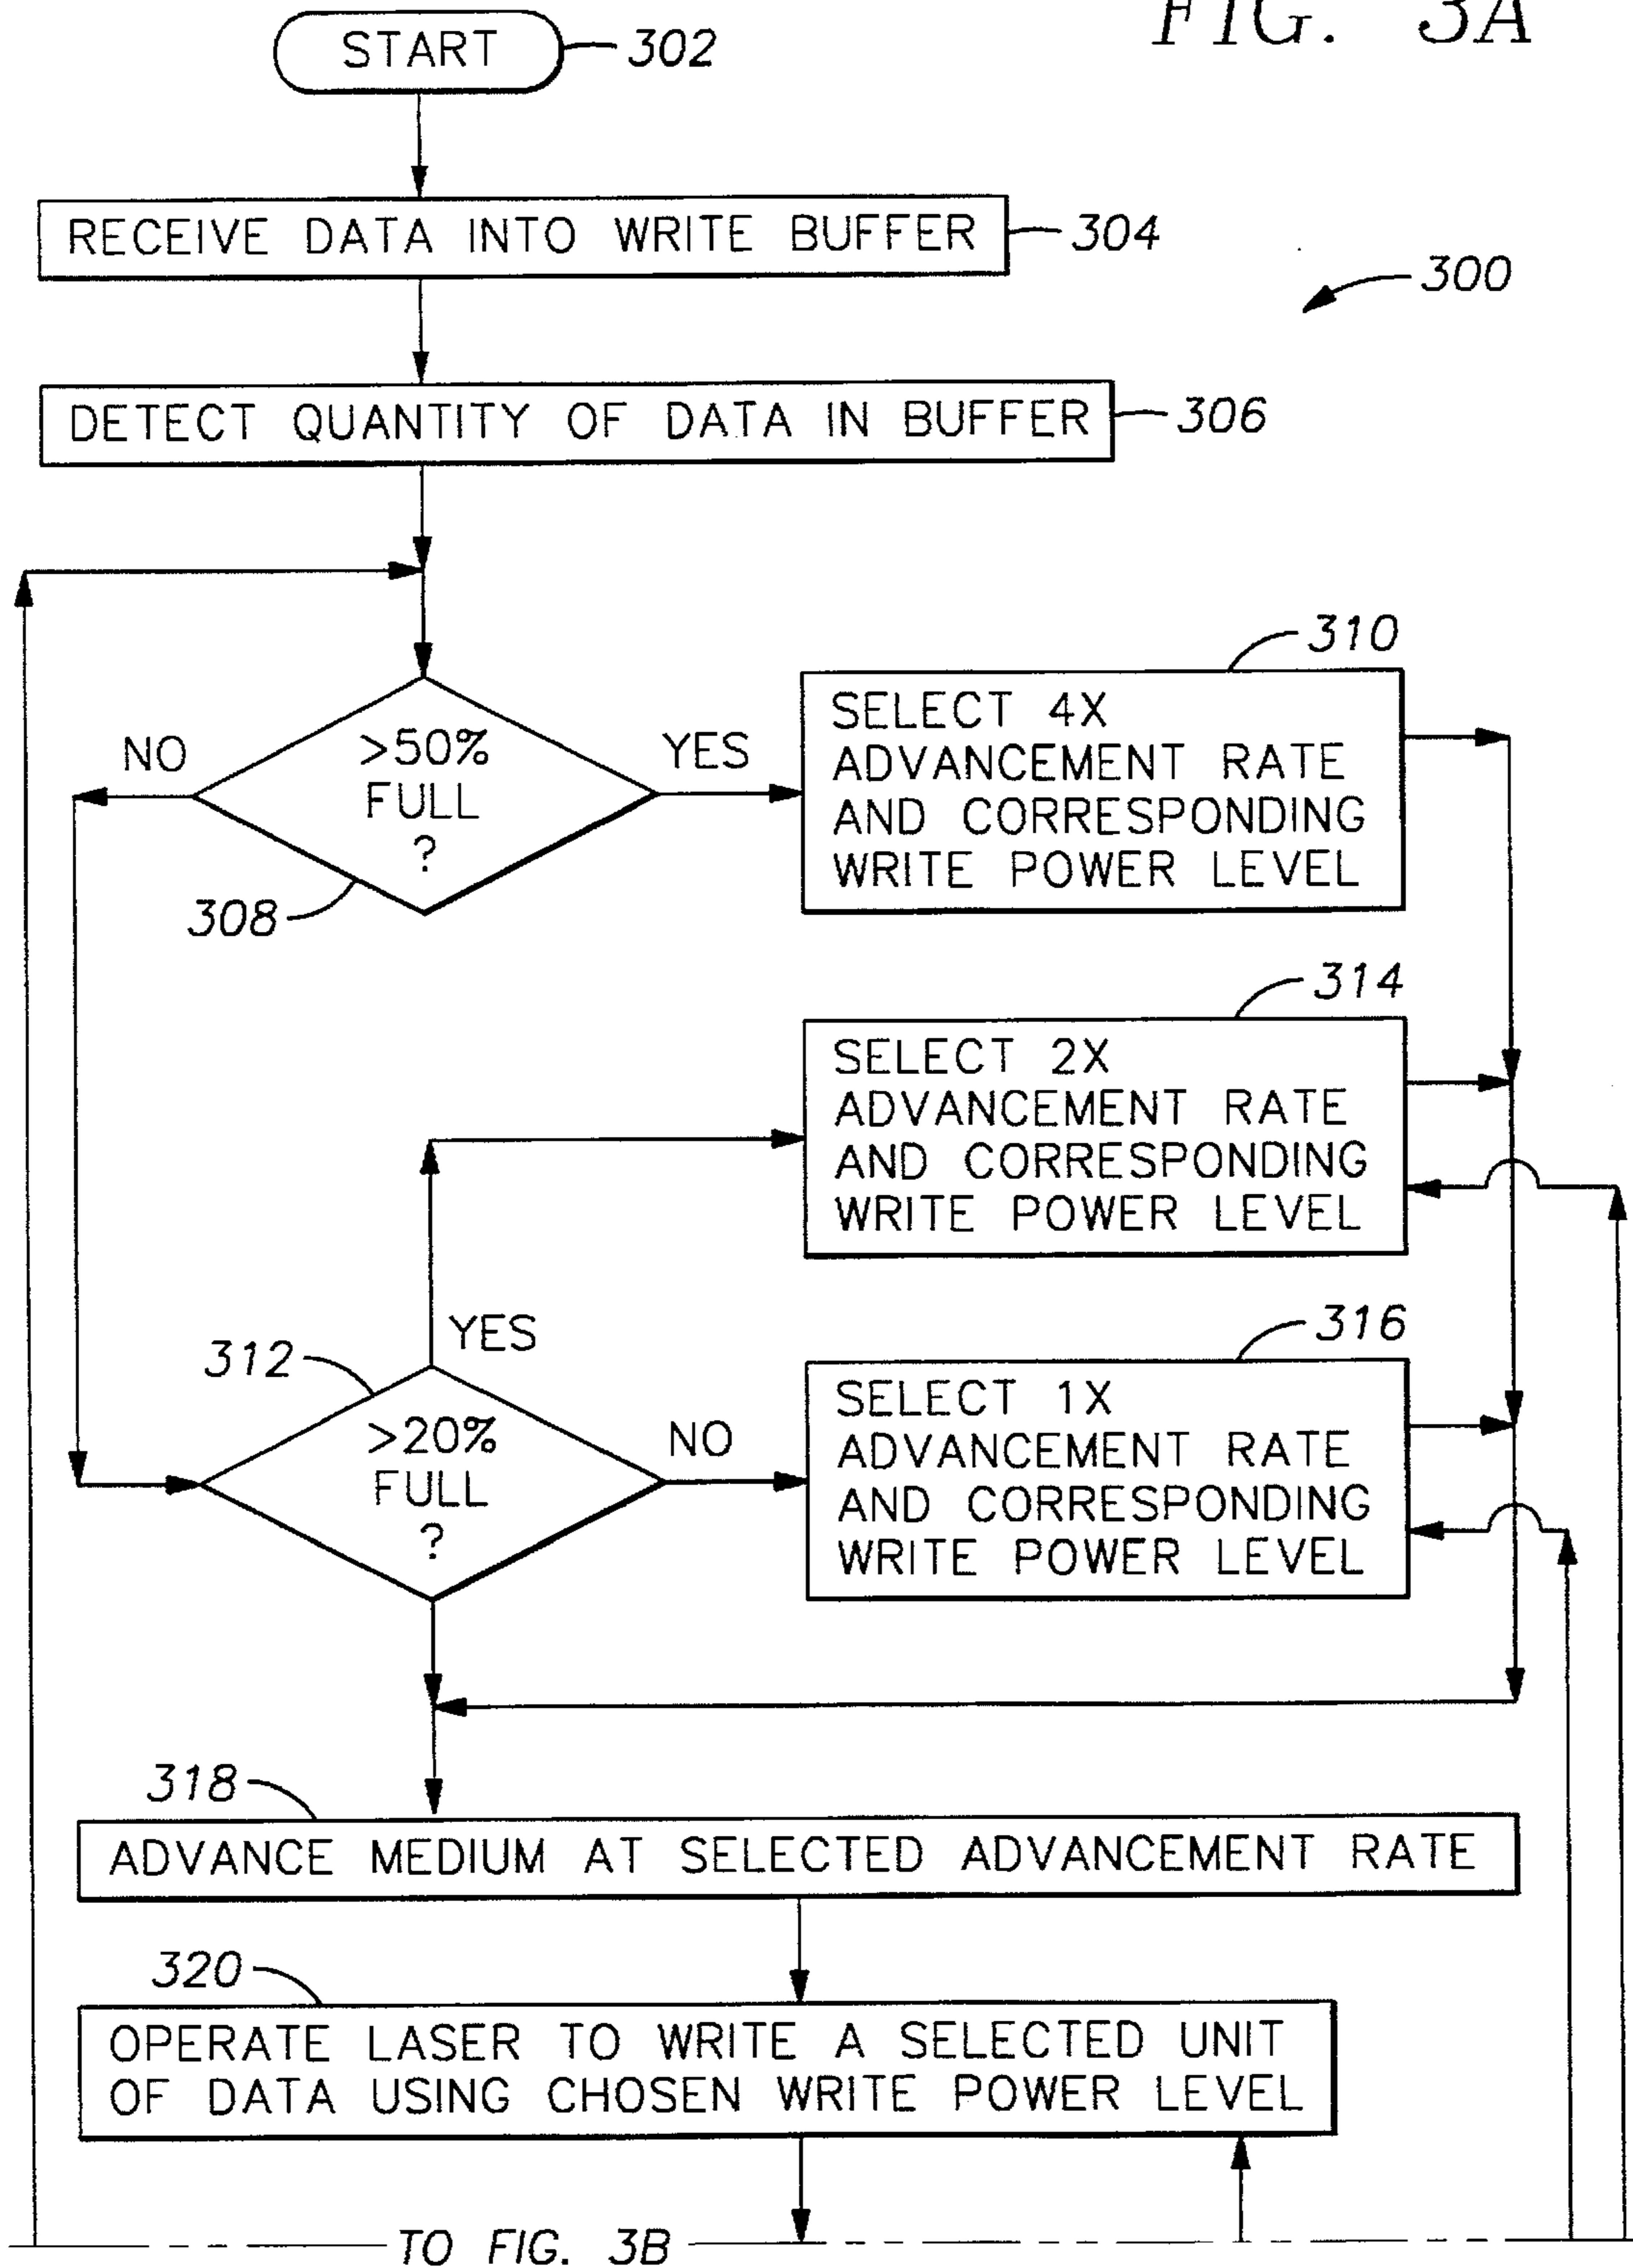 FIG. 3A
START
302
RECEIVE DATA INTO WRITE BUFFER
304
300
DETECT QUANTITY OF DATA IN BUFFER
306
310
NO
>50%
FULL
?
YES
SELECT 4X
ADVANCEMENT RATE
AND CORRESPONDING
WRITE POWER LEVEL
308
314
SELECT 2X
ADVANCEMENT RATE
AND CORRESPONDING
WRITE POWER LEVEL
YES
312
316
>20%
FULL
?
NO
SELECT 1X
ADVANCEMENT RATE
AND CORRESPONDING
WRITE POWER LEVEL
318
ADVANCE MEDIUM AT SELECTED ADVANCEMENT RATE
320
OPERATE LASER TO WRITE A SELECTED UNIT
OF DATA USING CHOSEN WRITE POWER LEVEL
TO FIG. 3B